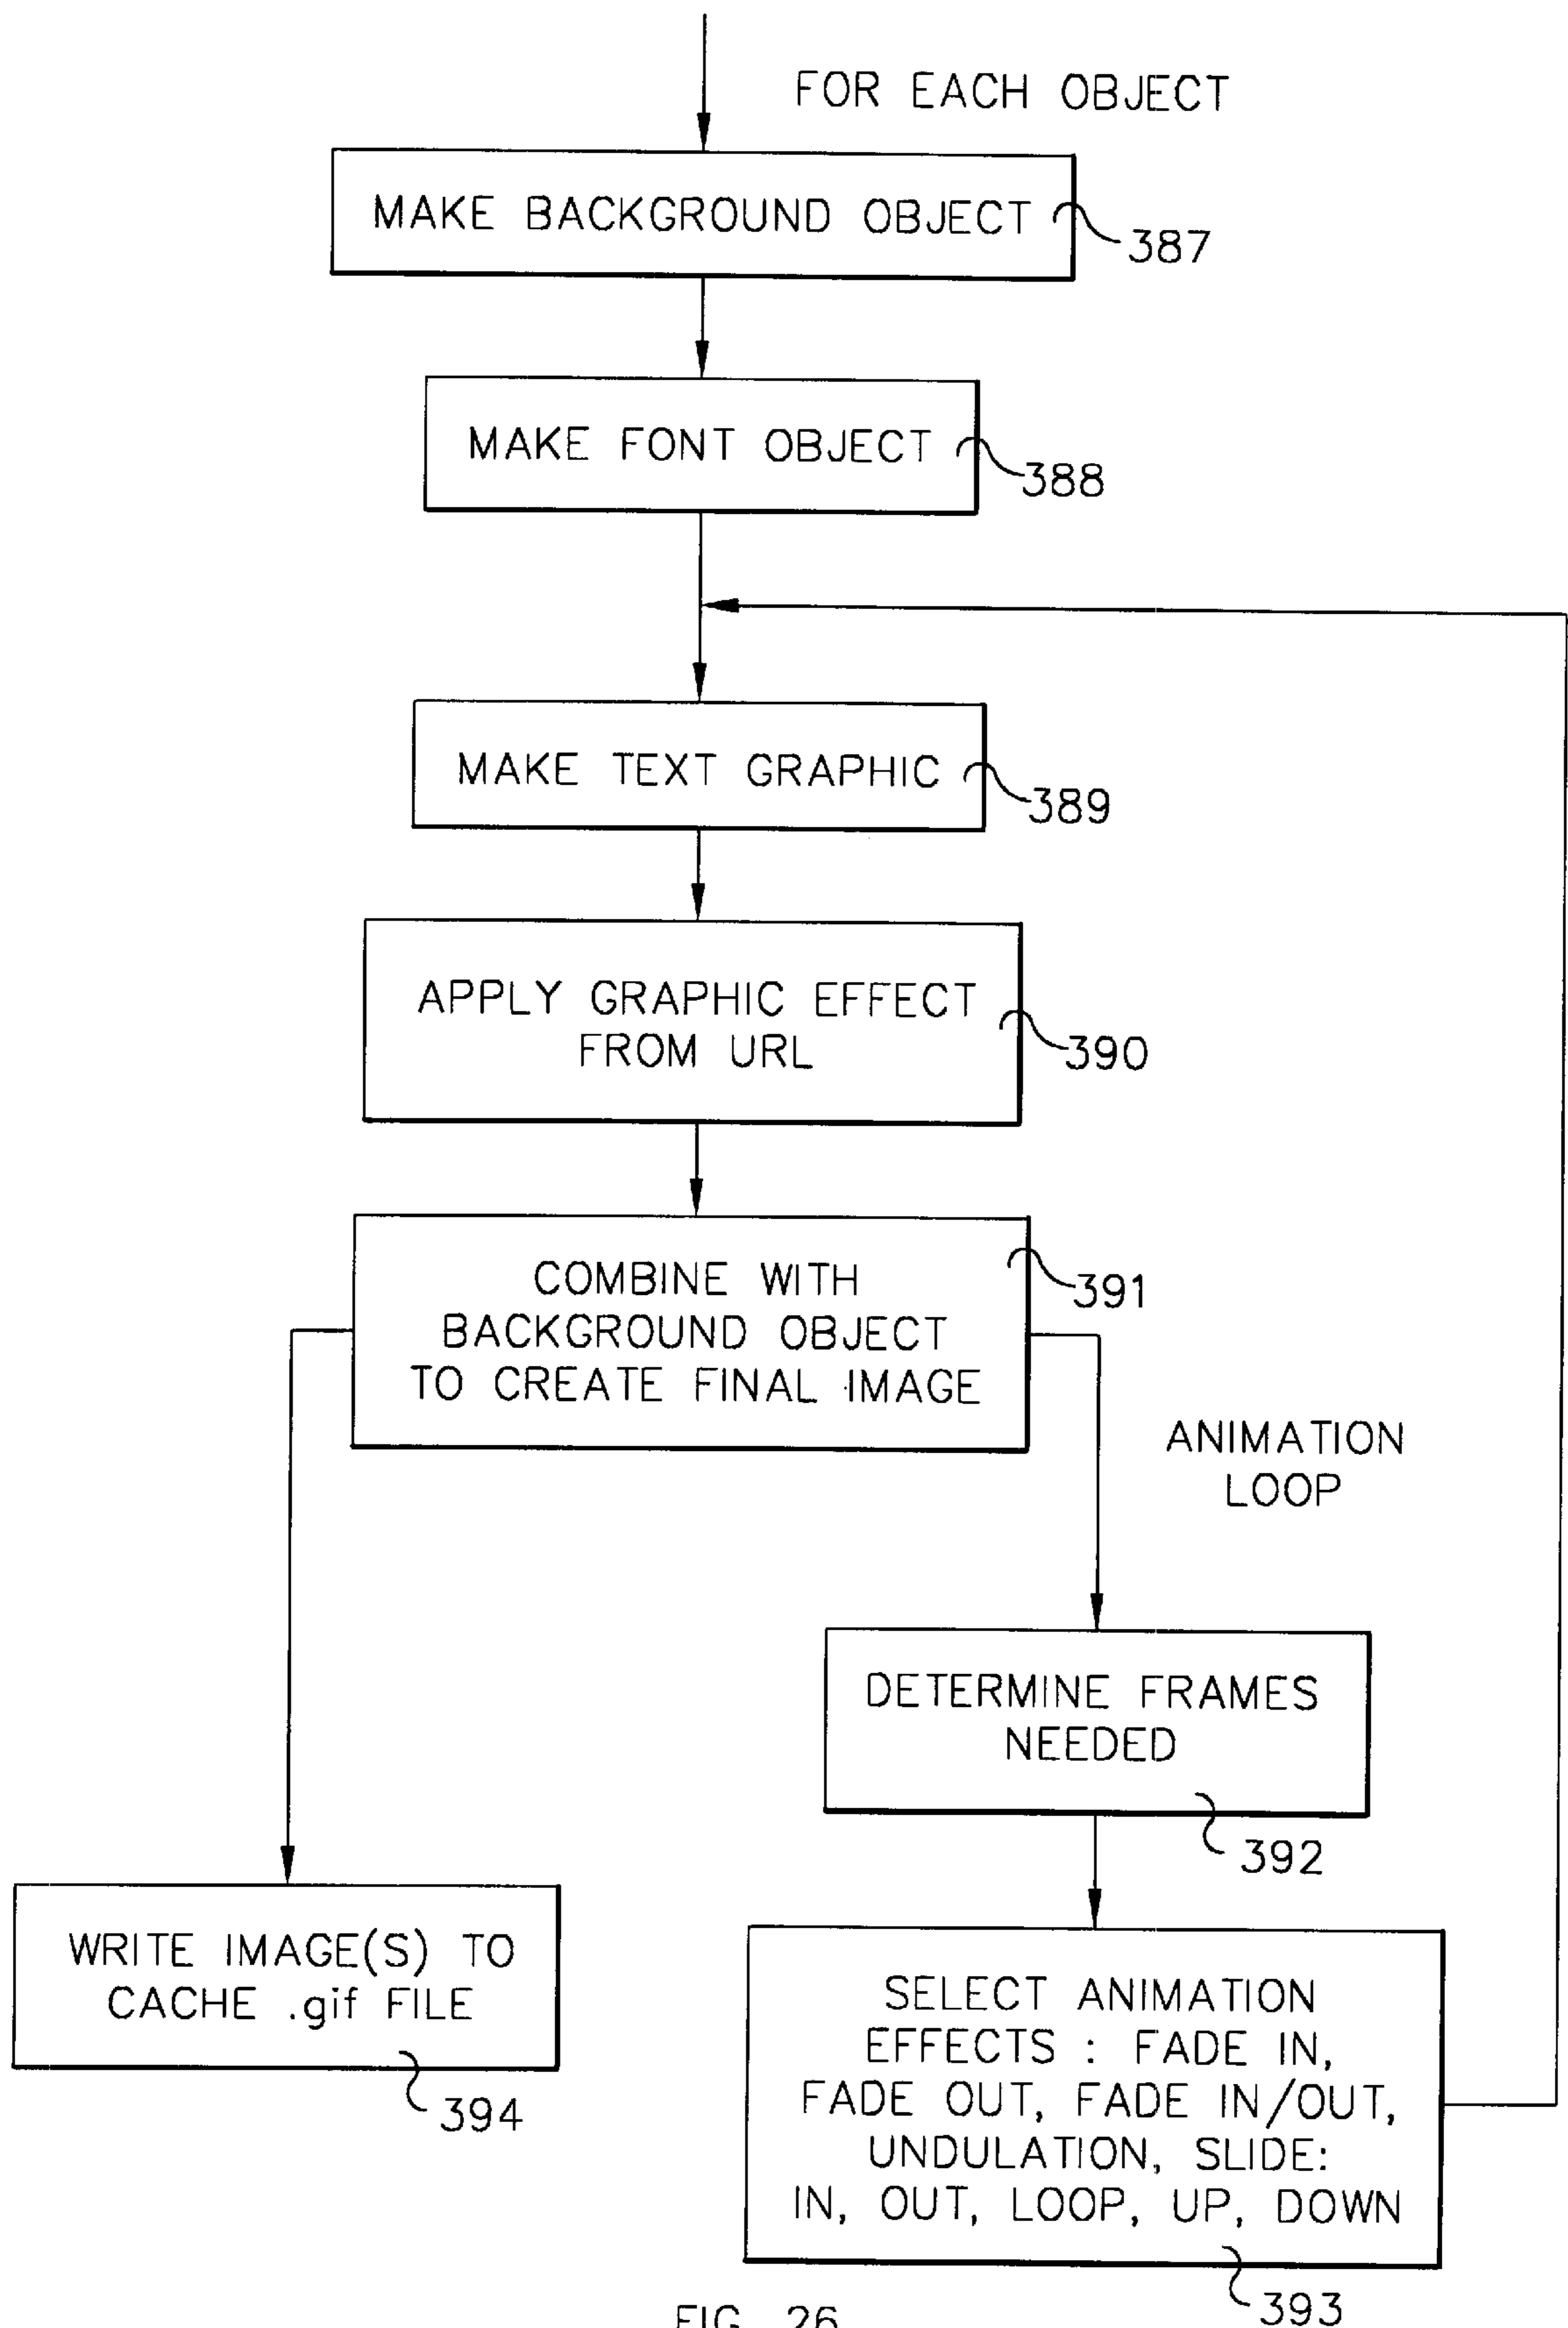 FOR EACH OBJECT
MAKE BACKGROUND OBJECT
387
MAKE FONT OBJECT
388
MAKE TEXT GRAPHIC
389
APPLY GRAPHIC EFFECT
FROM URL
390
COMBINE WITH
BACKGROUND OBJECT
TO CREATE FINAL IMAGE
391
ANIMATION
LOOP
DETERMINE FRAMES
NEEDED
392
WRITE IMAGE(S) TO
CACHE .gif FILE
394
SELECT ANIMATION
EFFECTS : FADE IN,
FADE OUT, FADE IN/OUT,
UNDULATION, SLIDE:
IN, OUT, LOOP, UP, DOWN
393
FIG. 26